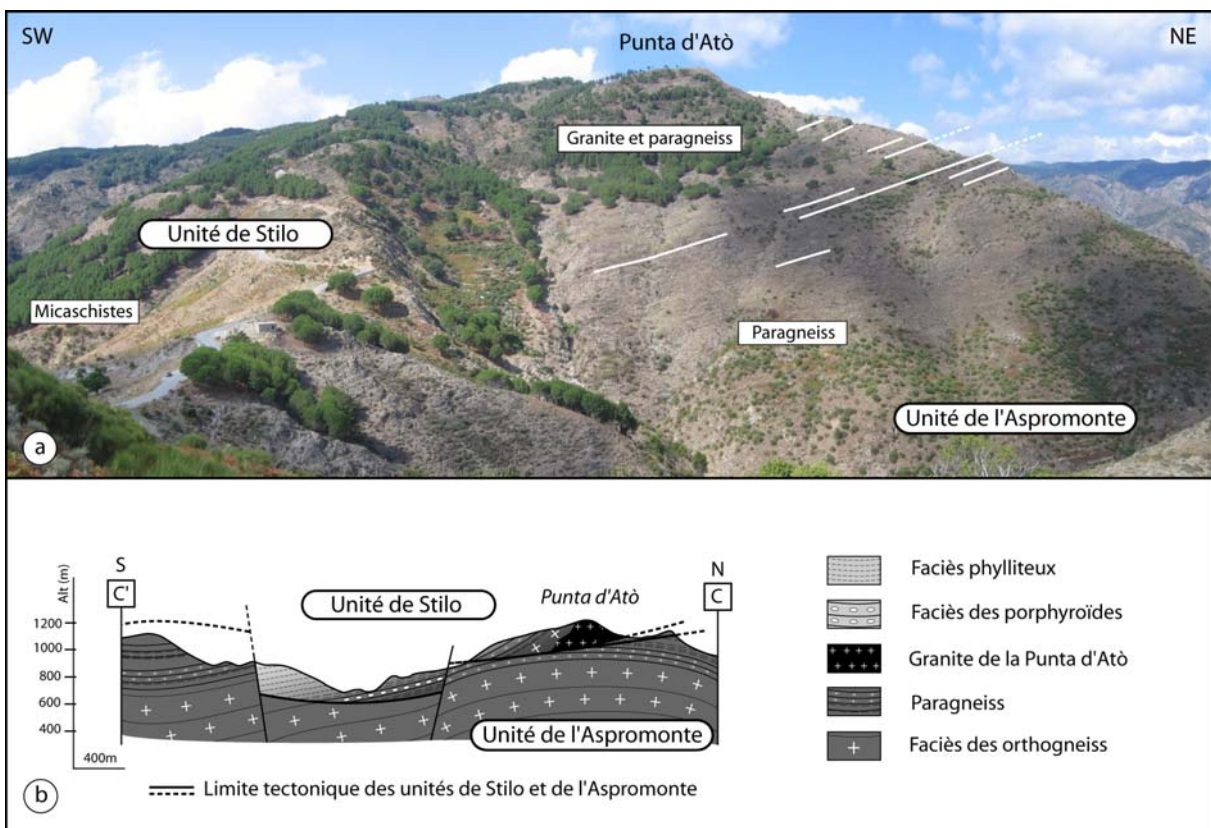 SW
Punta d'Atò
NE
Granite et paragneiss
Unité de Stilo
Micaschistes
Paragneiss
Unité de l'Aspromonte
a
S
C'
N
C
Alt (m)
Unité de Stilo
Punta d'Atò
1200
1000
800
600
400
400m
Unité de l'Aspromonte
Limite tectonique des unités de Stilo et de l'Aspromonte
b
Faciès phylliteux
Faciès des porphyroïdes
Granite de la Punta d'Atò
Paragneiss
Faciès des orthogneiss